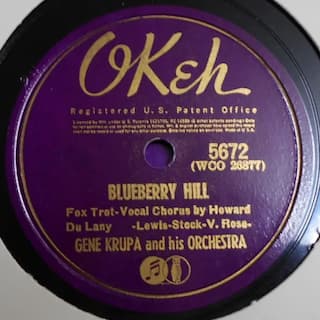 OKeh
Registered U.S. Patent Office
5672
(WCO 26877)
BLUEBERRY HILL
Fox Trot-Vocal Chorus by Howard
Du Lany -Lewis-Stock-V. Rose-
GENE KRUPA and his ORCHESTRA